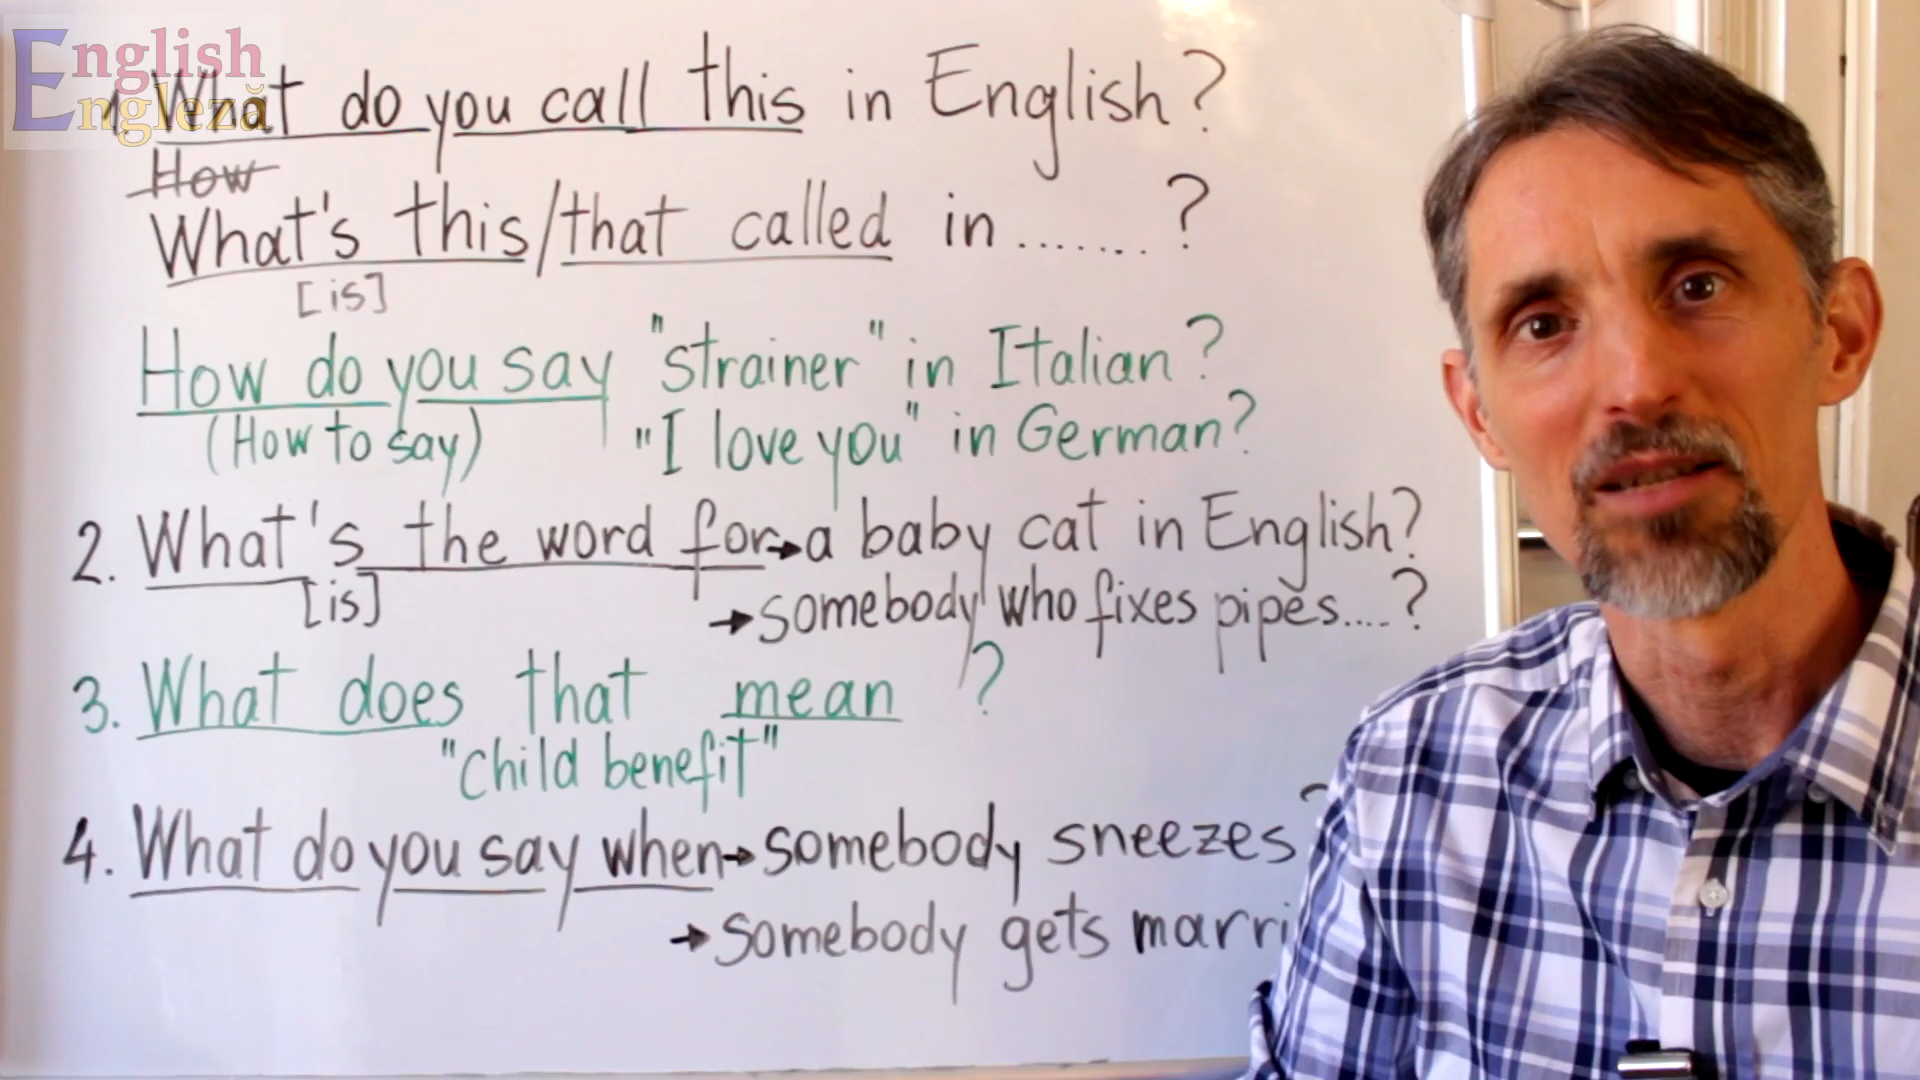 English
Engleză
1. What do you call this in English?
How
What's this/that called in .......?
[is]
How do you say "strainer" in Italian?
(How to say) "I love you" in German?
2. What's the word for→a baby cat in English?
[is] →somebody who fixes pipes....?
3. What does that mean ?
"child benefit"
4. What do you say when→somebody sneezes ?
→somebody gets marri